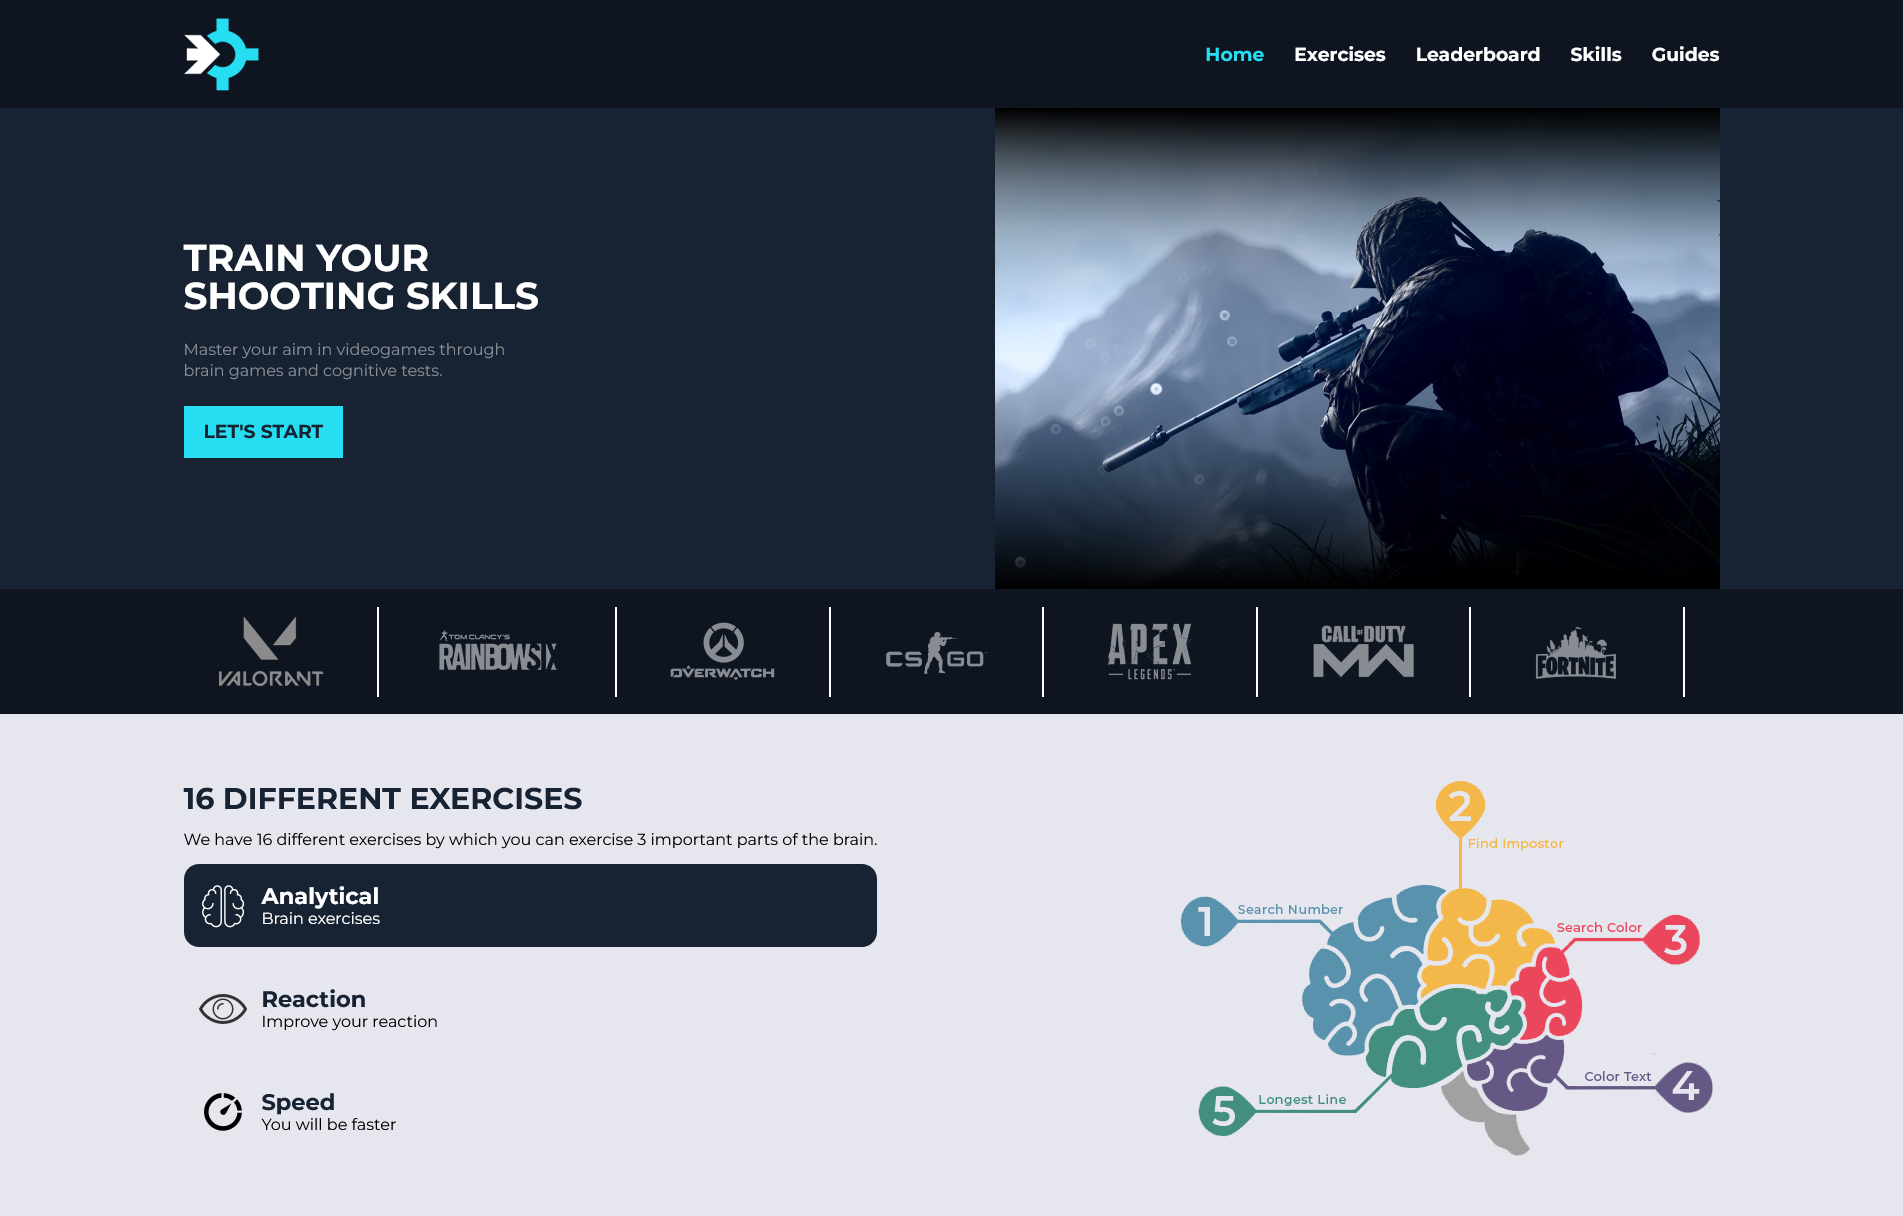 Home Exercises Leaderboard Skills Guides
TRAIN YOUR
SHOOTING SKILLS
Master your aim in videogames through
brain games and cognitive tests.
LET'S START
VALORANT
TOM CLANCY'S
RAINBOWSIX
OVERWATCH
CS GO
APEX
LEGENDS
CALL OF DUTY
MW
FORTNITE
16 DIFFERENT EXERCISES
We have 16 different exercises by which you can exercise 3 important parts of the brain.
Analytical
Brain exercises
Reaction
Improve your reaction
Speed
You will be faster
2
Find Impostor
1
Search Number
Search Color
3
Color Text
4
5
Longest Line